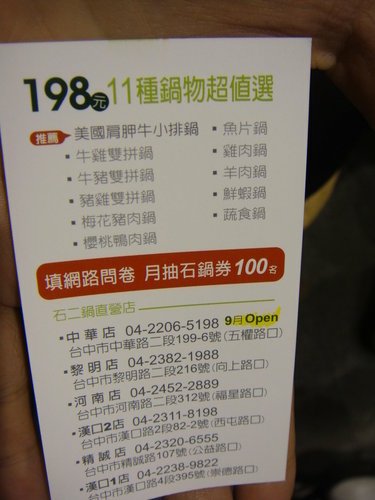 198元 11種鍋物超值選
推薦 美國肩胛牛小排鍋
· 牛雞雙拼鍋
· 牛豬雙拼鍋
· 豬雞雙拼鍋
· 梅花豬肉鍋
· 櫻桃鴨肉鍋
· 魚片鍋
· 雞肉鍋
· 羊肉鍋
· 鮮蝦鍋
· 蔬食鍋
填網路問卷 月抽石鍋券100名
石二鍋直營店
· 中華店 04-2206-5198 9月Open
台中市中華路二段199-6號(五權路口)
· 黎明店 04-2382-1988
台中市黎明路二段216號(向上路口)
· 河南店 04-2452-2889
台中市河南路二段312號(福星路口)
· 漢口2店 04-2311-8198
台中市漢口路2段82-2號(西屯路口)
· 精誠店 04-2320-6555
台中市精誠路107號(公益路口)
· 漢口1店 04-2238-9822
台中市漢口路4段395號(崇德路口)